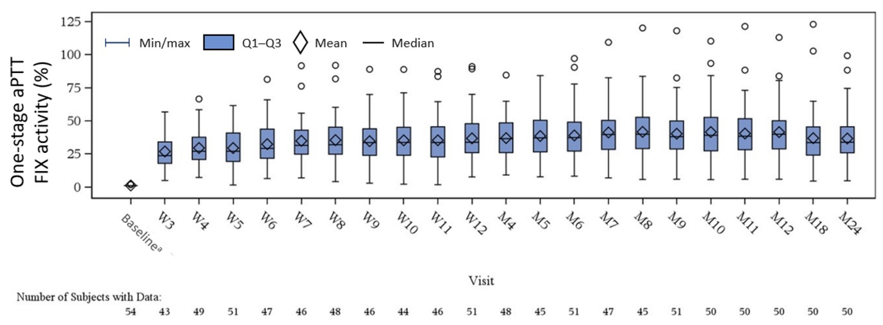 One-stage aPTT
FIX activity (%)
125
100
75
50
25
0
Min/max Q1–Q3 Mean Median
Baselineª W3 W4 W5 W6 W7 W8 W9 W10 W11 W12 M4 M5 M6 M7 M8 M9 M10 M11 M12 M18 M24
Visit
Number of Subjects with Data:
54 43 49 51 47 46 48 46 44 46 51 48 45 51 47 45 51 50 50 50 50 50